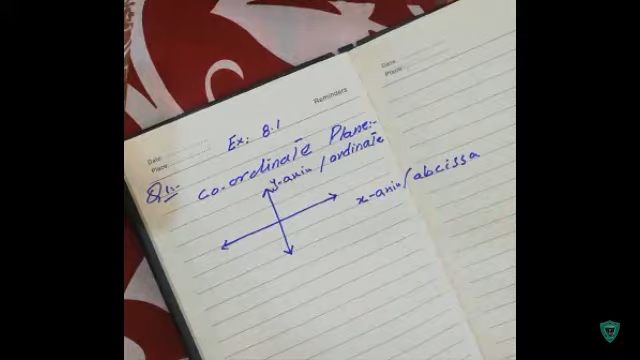 Reminders
Date:
Place:
Ex: 8.1
Q1:-
Co-ordinate Plane:-
y-axis / ordinate
x-axis / abcissa
Date:
Place: